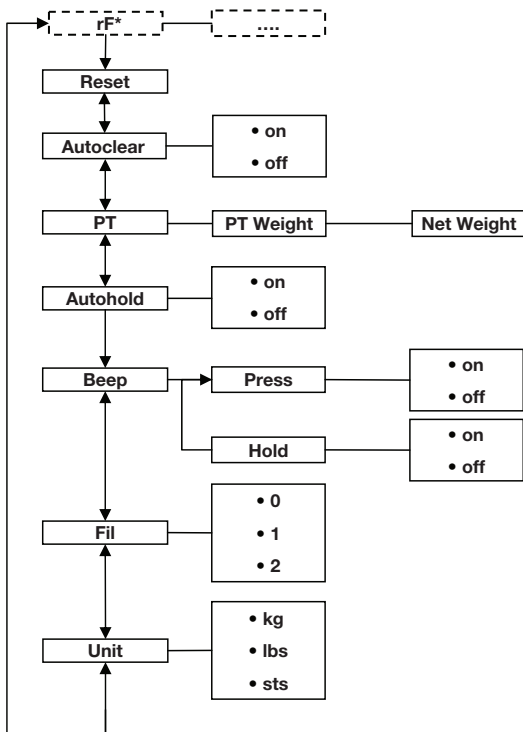 rF* ....
Reset
Autoclear
• on
• off
PT PT Weight Net Weight
Autohold
• on
• off
Beep Press
• on
• off
Hold
• on
• off
Fil
• 0
• 1
• 2
Unit
• kg
• lbs
• sts